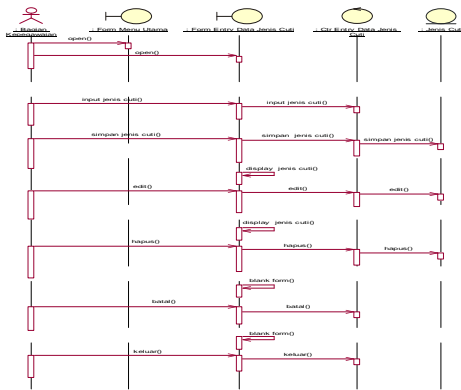 : Bagian
Kepegawaian
: Form Menu Utama
: Form Entry Data Jenis Cuti
: Ctr Entry Data Jenis
Cuti
: Jenis Cuti
open()
open()
input jenis cuti()
input jenis cuti()
simpan jenis cuti()
simpan jenis cuti()
simpan jenis cuti()
display jenis cuti()
edit()
edit()
edit()
display jenis cuti()
hapus()
hapus()
hapus()
blank form()
batal()
batal()
blank form()
keluar()
keluar()